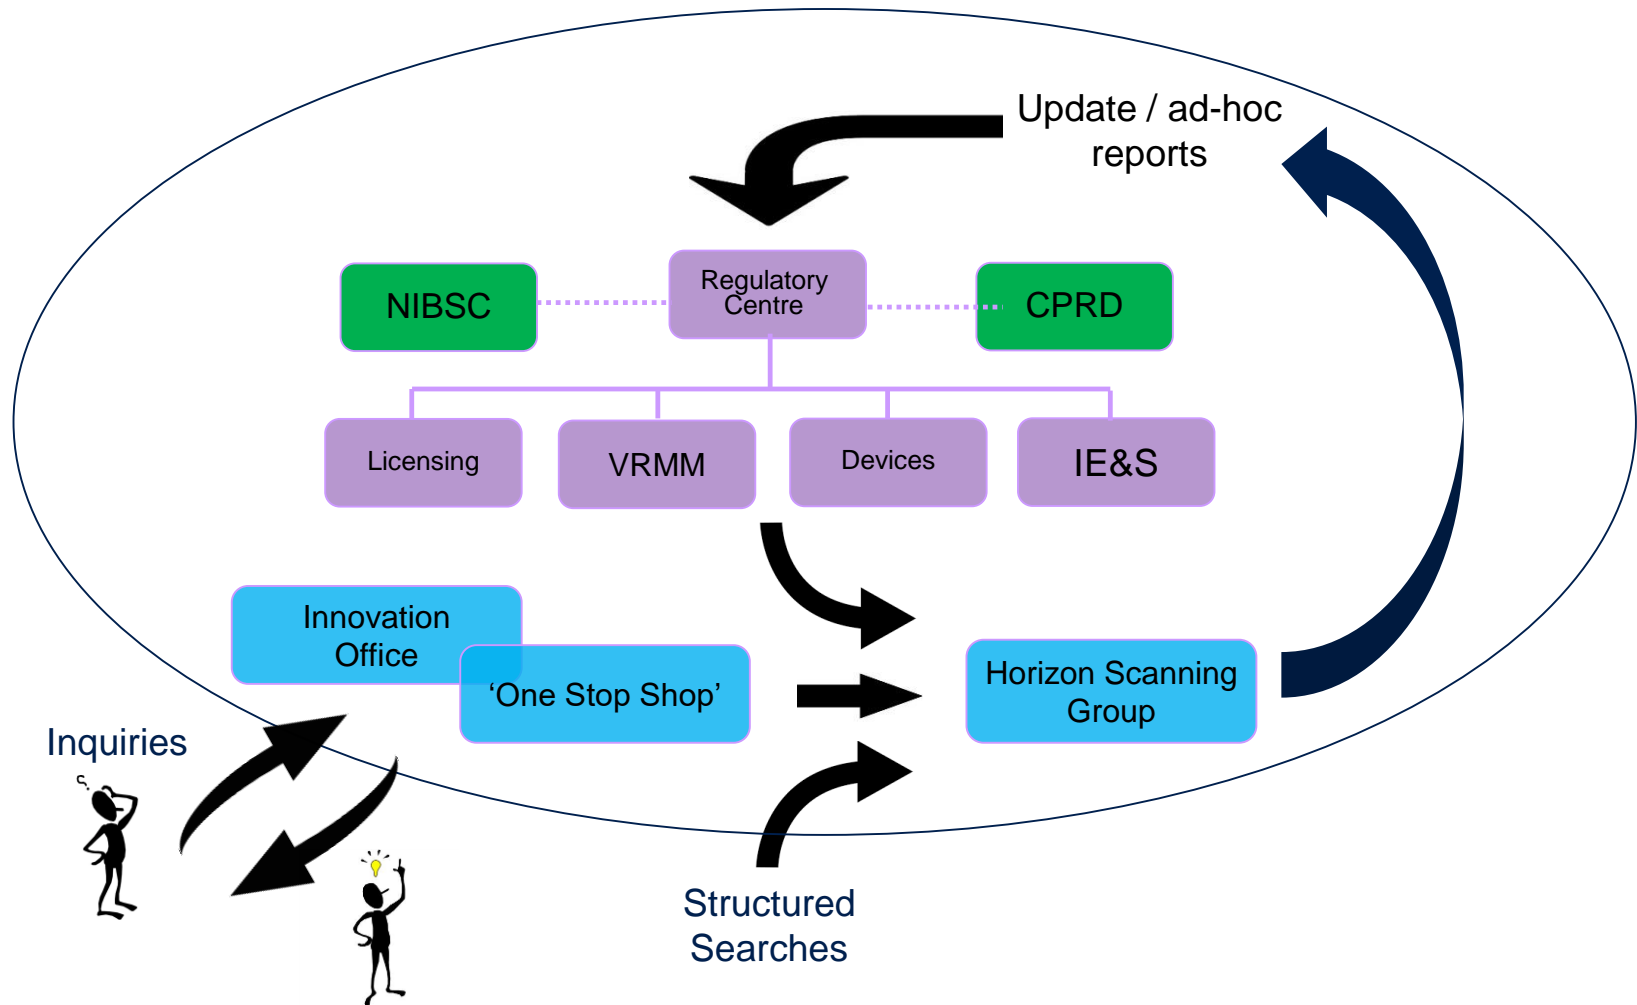 Update / ad-hoc
reports
NIBSC
Regulatory
Centre
CPRD
Licensing
VRMM
Devices
IE&S
Innovation
Office
‘One Stop Shop’
Horizon Scanning
Group
Inquiries
?
Structured
Searches